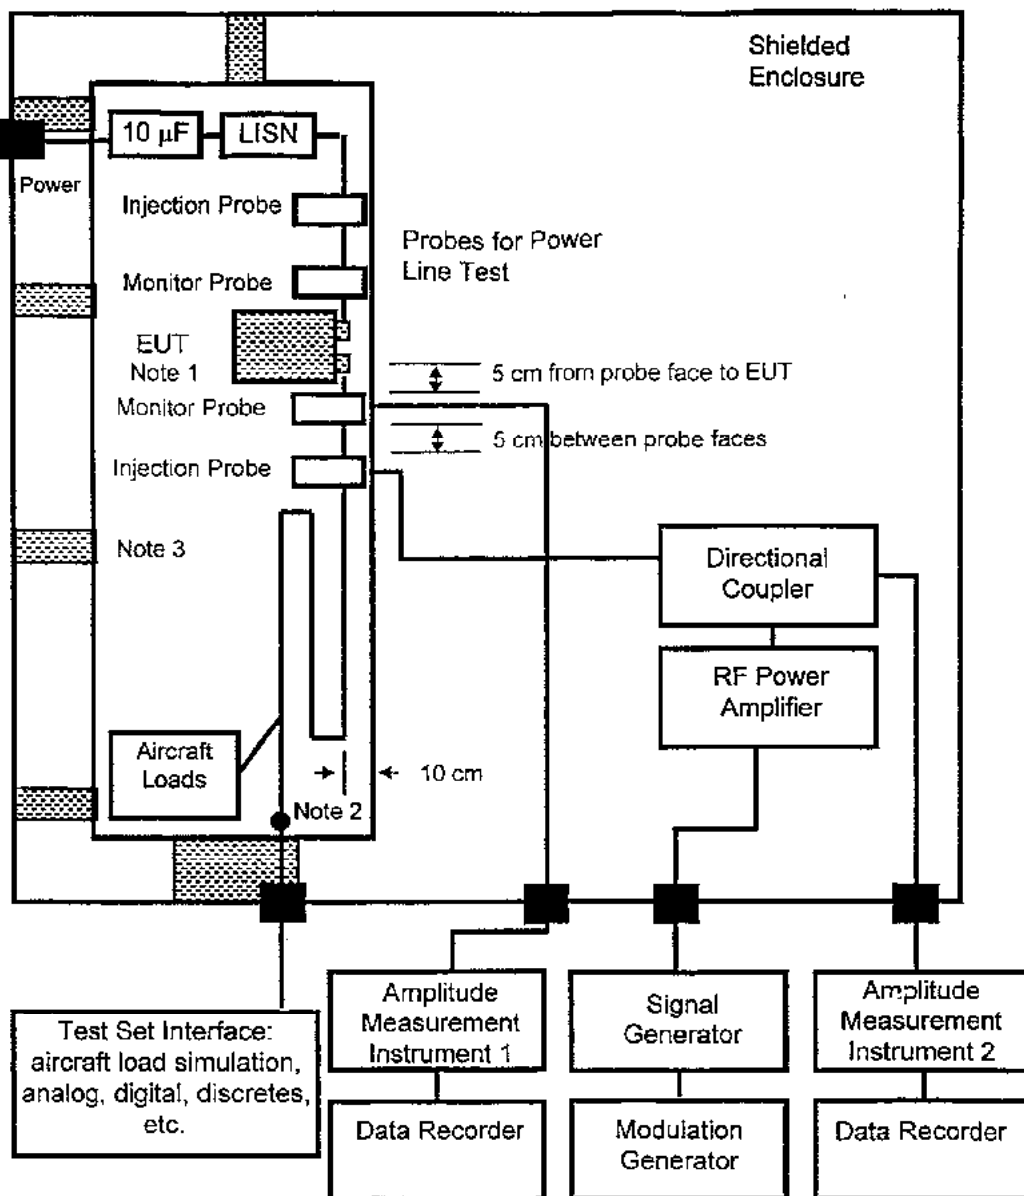 Shielded
Enclosure
10 µF
LISN
Power
Injection Probe
Probes for Power
Line Test
Monitor Probe
EUT
Note 1
5 cm from probe face to EUT
Monitor Probe
5 cm between probe faces
Injection Probe
Note 3
Directional
Coupler
RF Power
Amplifier
Aircraft
Loads
10 cm
Note 2
Test Set Interface:
aircraft load simulation,
analog, digital, discretes,
etc.
Amplitude
Measurement
Instrument 1
Signal
Generator
Amplitude
Measurement
Instrument 2
Data Recorder
Modulation
Generator
Data Recorder